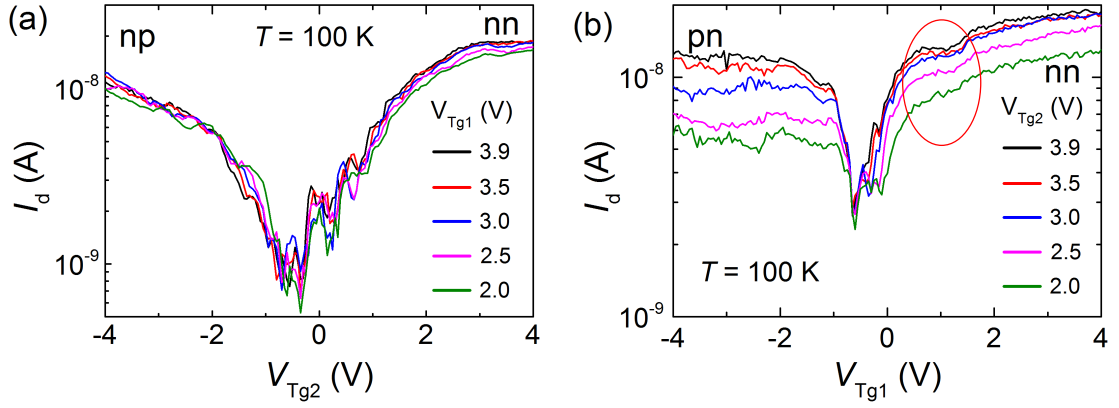 (a)
np
T = 100 K
nn
10⁻⁸
10⁻⁹
I_d (A)
V_Tg1 (V)
3.9
3.5
3.0
2.5
2.0
-4 -2 0 2 4
V_Tg2 (V)
(b)
pn
nn
10⁻⁸
10⁻⁹
I_d (A)
V_Tg2 (V)
3.9
3.5
3.0
2.5
2.0
T = 100 K
-4 -2 0 2 4
V_Tg1 (V)